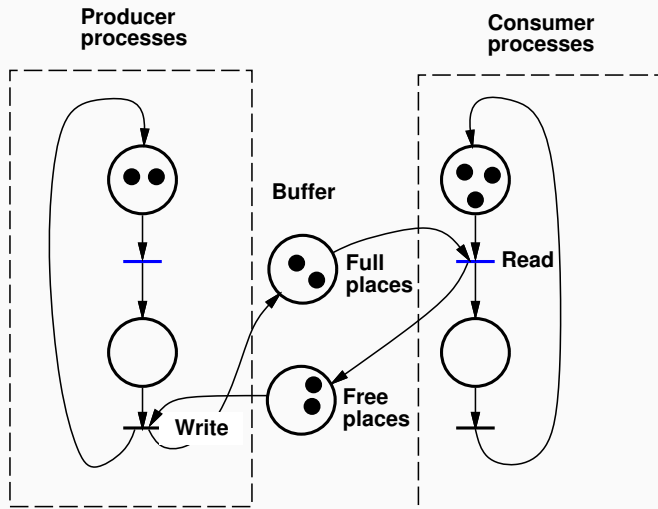 Producer
processes
Consumer
processes
Buffer
Full
places
Read
Free
places
Write